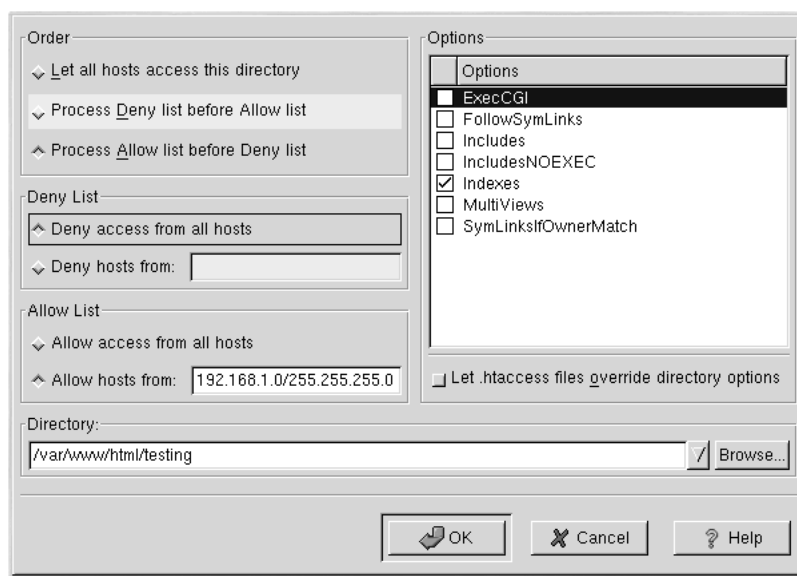 Order
Let all hosts access this directory
Process Deny list before Allow list
Process Allow list before Deny list
Deny List
Deny access from all hosts
Deny hosts from:
Allow List
Allow access from all hosts
Allow hosts from: 192.168.1.0/255.255.255.0
Options
Options
ExecCGI
FollowSymLinks
Includes
IncludesNOEXEC
Indexes
MultiViews
SymLinksIfOwnerMatch
Let .htaccess files override directory options
Directory:
/var/www/html/testing
Browse...
OK
Cancel
Help